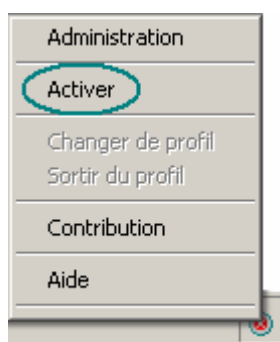 Administration
Activer
Changer de profil
Sortir du profil
Contribution
Aide